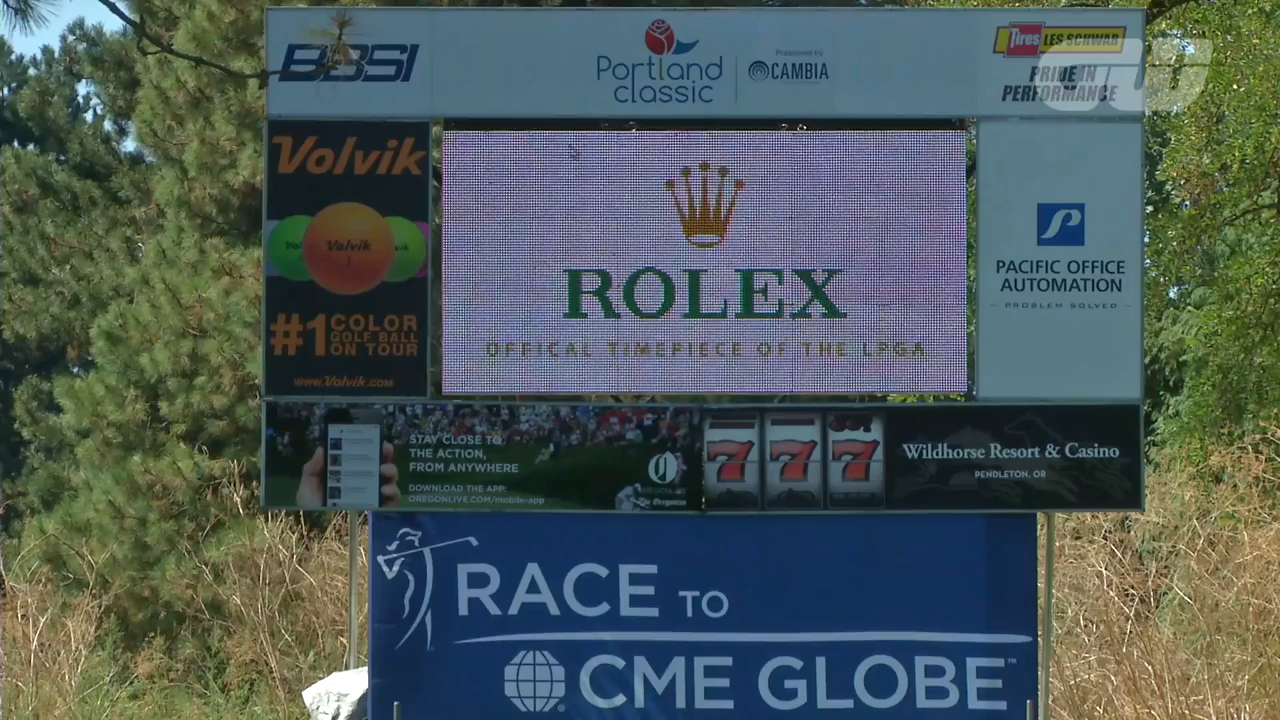 BBSI
Portland
classic
Presented by
CAMBIA
Tires LES SCHWAB
PRIDE IN
PERFORMANCE
Volvik
Volvik
#1 COLOR
GOLF BALL
ON TOUR
www.Volvik.com
ROLEX
OFFICAL TIMEPIECE OF THE LPGA
PACIFIC OFFICE
AUTOMATION
PROBLEM SOLVED
STAY CLOSE TO
THE ACTION,
FROM ANYWHERE
DOWNLOAD THE APP:
OREGONLIVE.COM/mobile-app
The Oregonian
777
Wildhorse Resort & Casino
PENDLETON, OR
RACE TO
CME GLOBE™